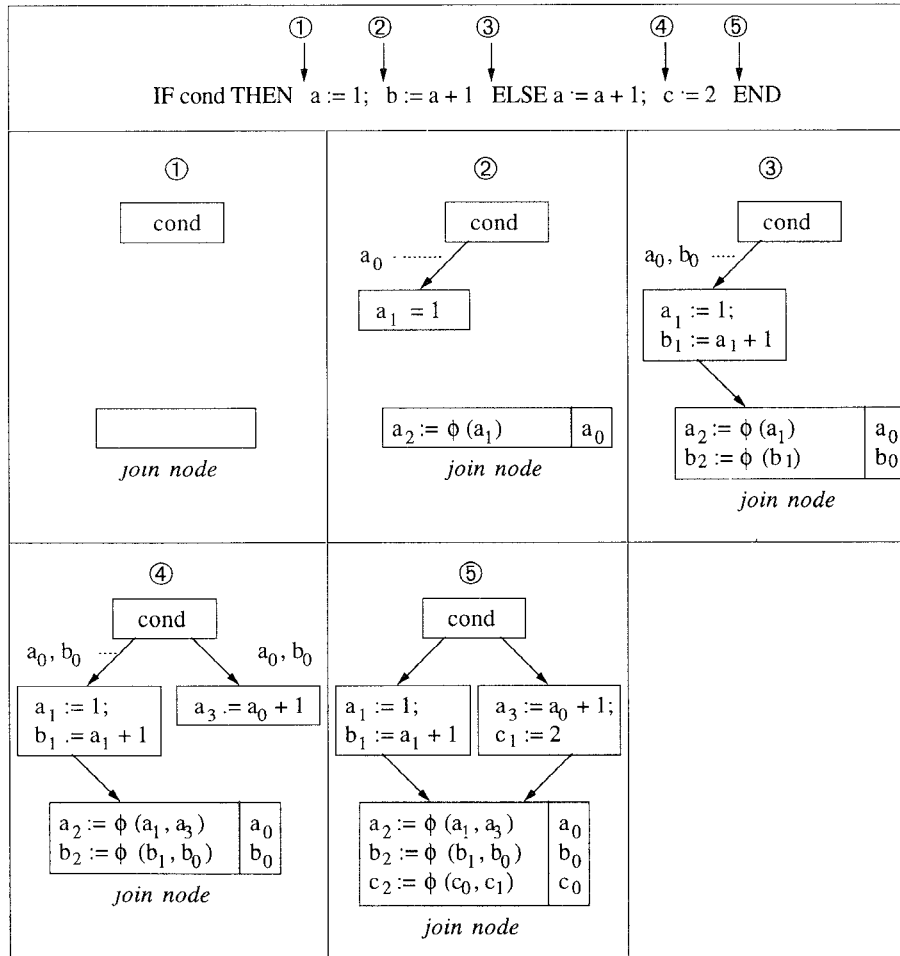 ① ② ③ ④ ⑤
IF cond THEN a := 1; b := a + 1 ELSE a := a + 1; c := 2 END
①
cond
join node
②
cond
a0
a1 = 1
a2 := ϕ (a1) a0
join node
③
cond
a0, b0
a1 := 1;
b1 := a1 + 1
a2 := ϕ (a1) a0
b2 := ϕ (b1) b0
join node
④
cond
a0, b0 a0, b0
a1 := 1;
b1 := a1 + 1
a3 := a0 + 1
a2 := ϕ (a1, a3) a0
b2 := ϕ (b1, b0) b0
join node
⑤
cond
a1 := 1;
b1 := a1 + 1
a3 := a0 + 1;
c1 := 2
a2 := ϕ (a1, a3) a0
b2 := ϕ (b1, b0) b0
c2 := ϕ (c0, c1) c0
join node